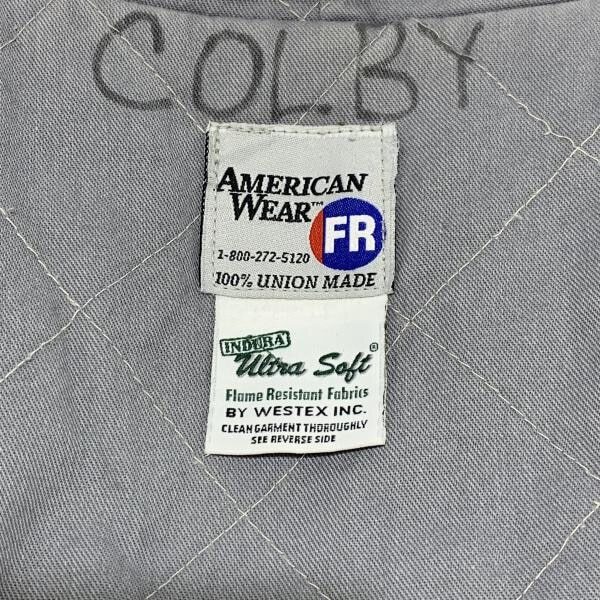 COLBY
AMERICAN
WEAR™
FR
1-800-272-5120
100% UNION MADE
INDURA®
Ultra Soft
Flame Resistant Fabrics
BY WESTEX INC.
CLEAN GARMENT THOROUGHLY
SEE REVERSE SIDE